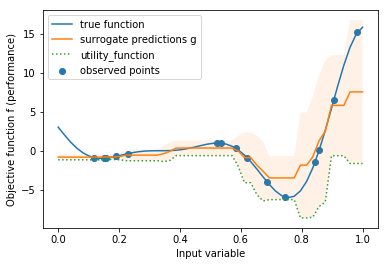 true function
surrogate predictions g
utility_function
observed points
Objective function f (performance)
15
10
5
0
−5
0.0 0.2 0.4 0.6 0.8 1.0
Input variable